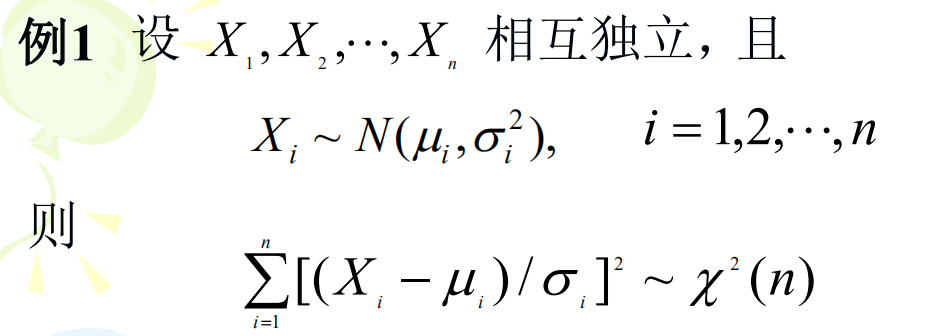 例1 设 X₁,X₂,⋯,Xₙ 相互独立，且
Xᵢ ~ N(μᵢ,σᵢ²), i=1,2,⋯,n
则
∑ᵢ₌₁ⁿ[(Xᵢ−μᵢ)/σᵢ]² ~ χ²(n)